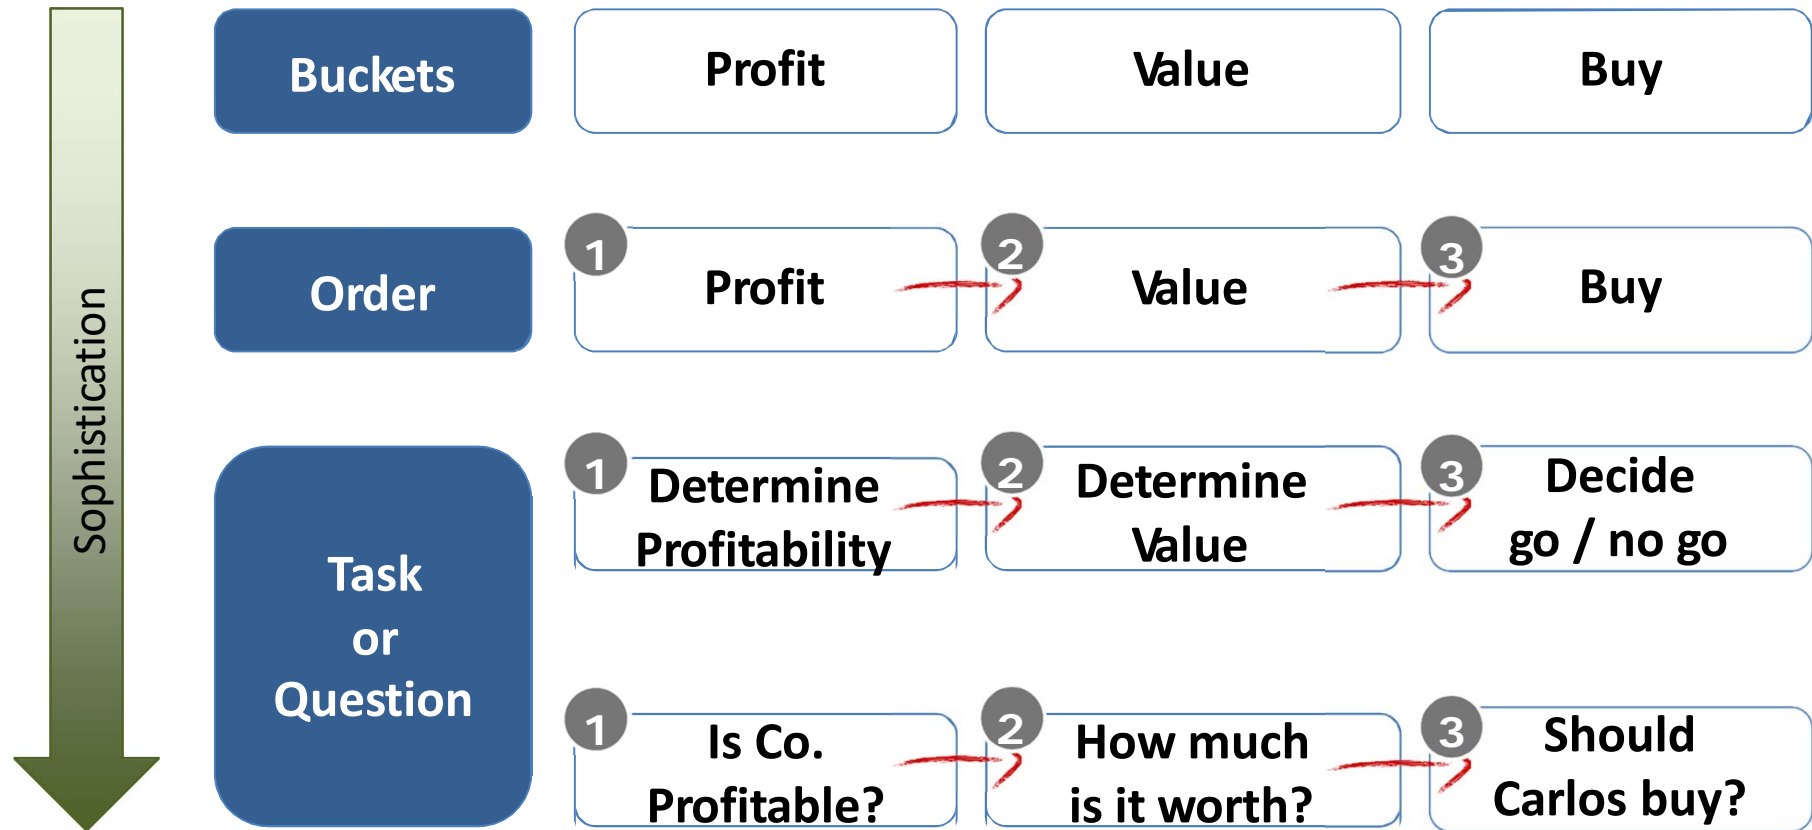 Sophistication
Buckets
Profit
Value
Buy
Order
1
Profit
2
Value
3
Buy
Task
or
Question
1
Determine
Profitability
2
Determine
Value
3
Decide
go / no go
1
Is Co.
Profitable?
2
How much
is it worth?
3
Should
Carlos buy?